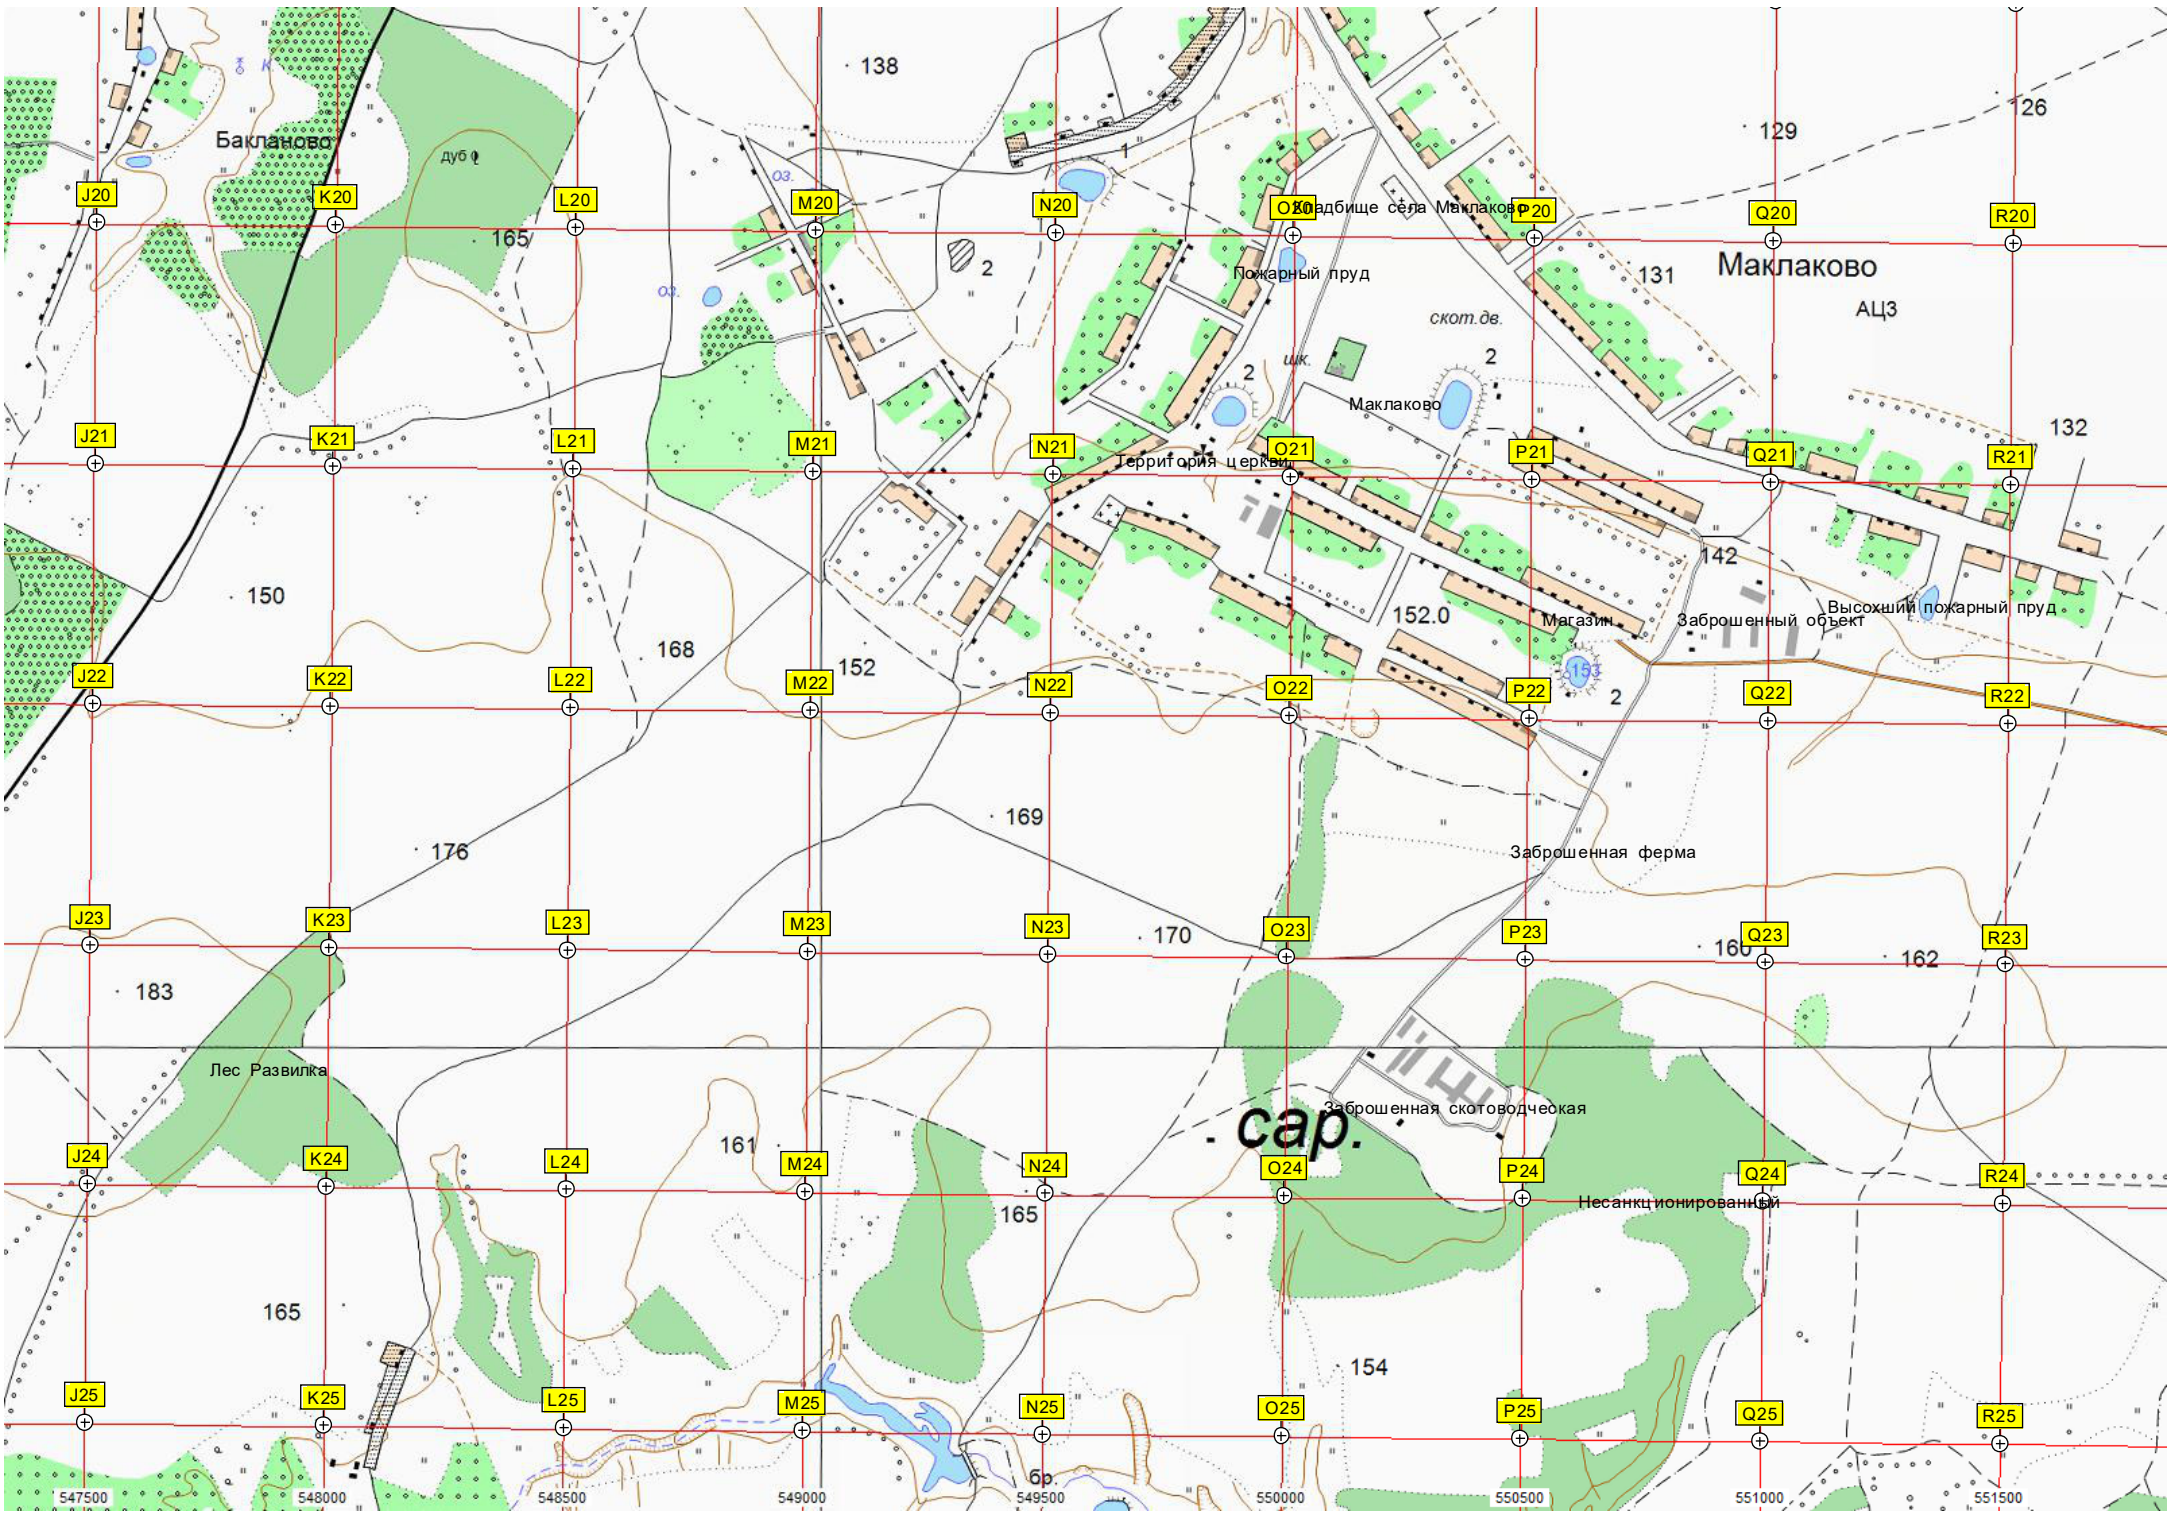 138
126
129
К
Бакланово
дуб
1
оз.
J20
K20
L20
M20
N20
O20
Кладбище села Маклаково
P20
Q20
R20
165
2
Пожарный пруд
131
Маклаково
АЦЗ
оз.
скот.дв.
шк.
2
2
Маклаково
132
J21
K21
L21
M21
N21
Территория церкви
O21
P21
Q21
R21
142
150
152.0
Магазин
Заброшенный объект
Высохший пожарный пруд
168
152
153
2
J22
K22
L22
M22
N22
O22
P22
Q22
R22
169
176
Заброшенная ферма
J23
K23
L23
M23
N23
170
O23
P23
160
Q23
162
R23
183
Лес Развилка
Заброшенная скотоводческая
сар.
161
J24
K24
L24
M24
N24
O24
P24
Q24
R24
Несанкционированный
165
165
154
J25
K25
L25
M25
N25
O25
P25
Q25
R25
бр.
547500
548000
548500
549000
549500
550000
550500
551000
551500